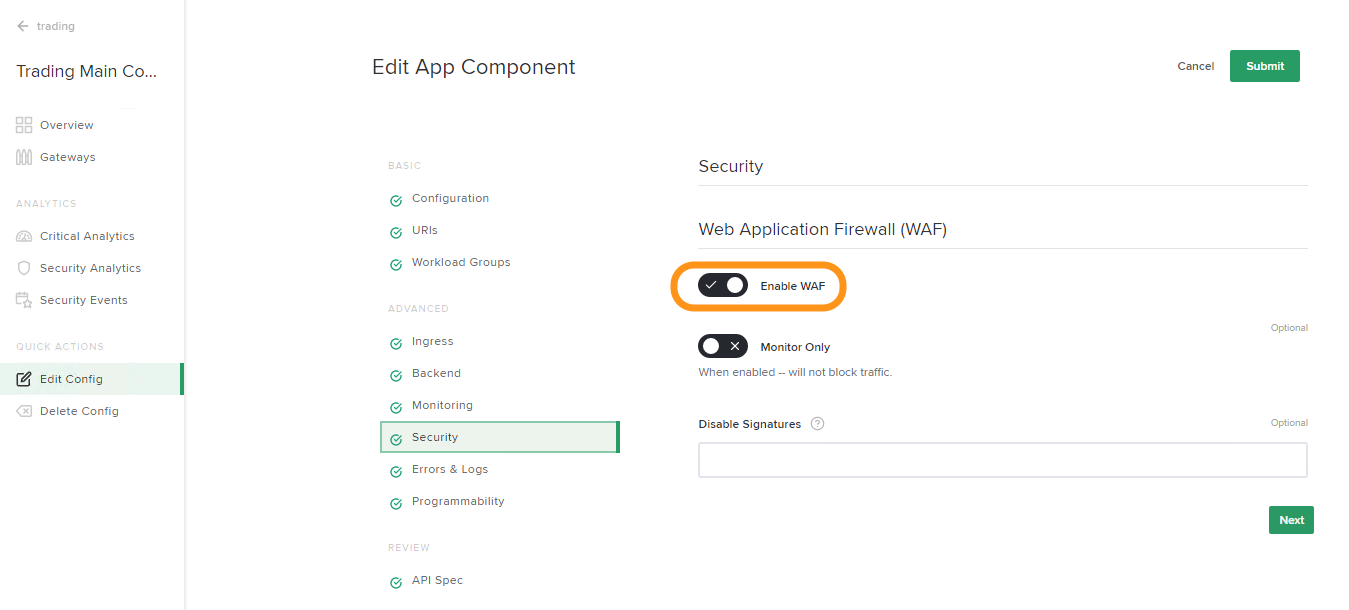 trading
Trading Main Co...
Overview
Gateways
ANALYTICS
Critical Analytics
Security Analytics
Security Events
QUICK ACTIONS
Edit Config
Delete Config
Edit App Component
Cancel
Submit
BASIC
Configuration
URIs
Workload Groups
ADVANCED
Ingress
Backend
Monitoring
Security
Errors & Logs
Programmability
REVIEW
API Spec
Security
Web Application Firewall (WAF)
Enable WAF
Optional
Monitor Only
When enabled -- will not block traffic.
Disable Signatures ?
Optional
Next